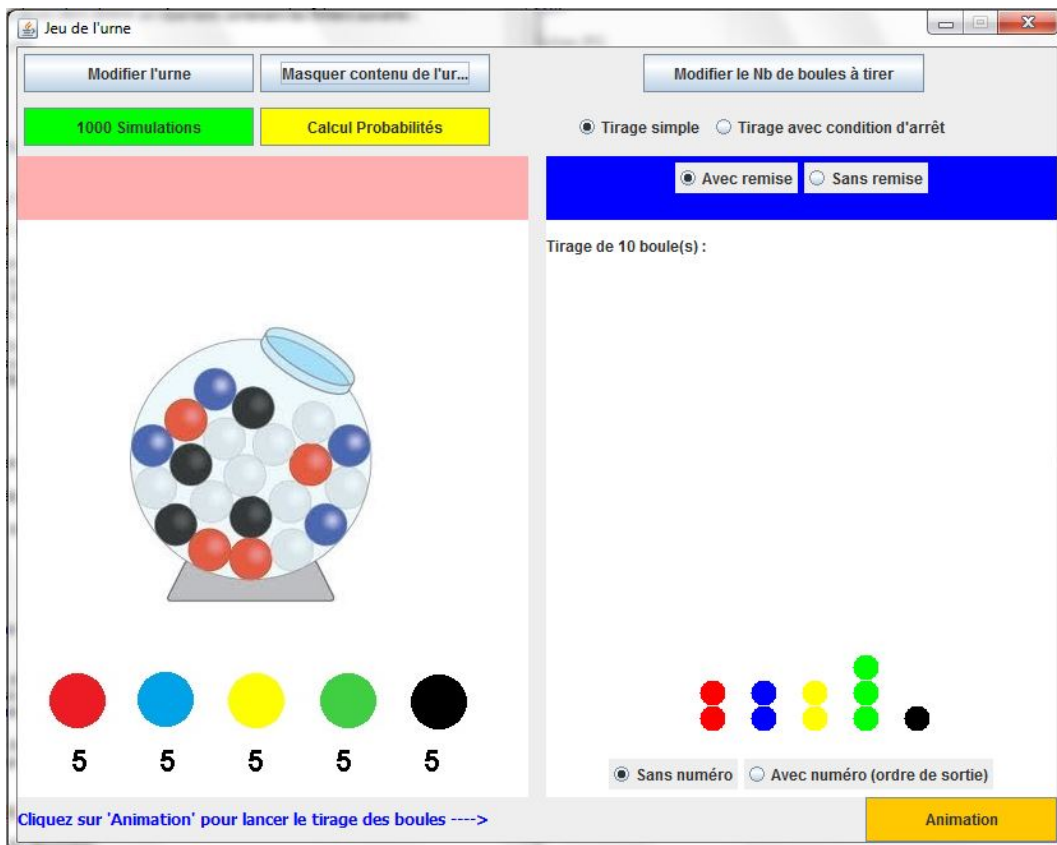 Jeu de l'urne
Modifier l'urne
Masquer contenu de l'ur...
Modifier le Nb de boules à tirer
1000 Simulations
Calcul Probabilités
Tirage simple
Tirage avec condition d'arrêt
Avec remise
Sans remise
Tirage de 10 boule(s) :
5 5 5 5 5
Sans numéro
Avec numéro (ordre de sortie)
Cliquez sur 'Animation' pour lancer le tirage des boules ---->
Animation